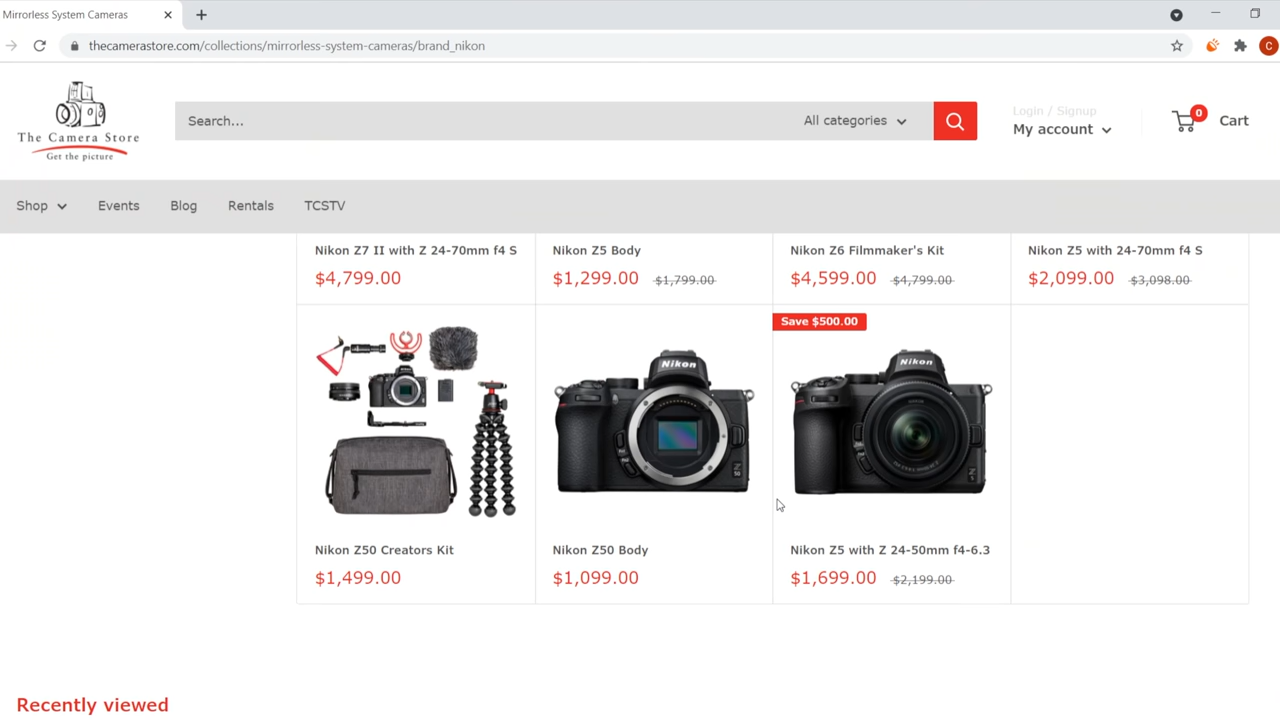 Mirrorless System Cameras
thecamerastore.com/collections/mirrorless-system-cameras/brand_nikon
C
The Camera Store
Get the picture
Search...
All categories
Login / Signup
My account
0
Cart
Shop
Events
Blog
Rentals
TCSTV
Nikon Z7 II with Z 24-70mm f4 S
$4,799.00
Nikon Z5 Body
$1,299.00 $1,799.00
Nikon Z6 Filmmaker's Kit
$4,599.00 $4,799.00
Nikon Z5 with 24-70mm f4 S
$2,099.00 $3,098.00
Nikon Z50 Creators Kit
$1,499.00
Nikon
Nikon Z50 Body
$1,099.00
Save $500.00
Nikon
Nikon Z5 with Z 24-50mm f4-6.3
$1,699.00 $2,199.00
Recently viewed